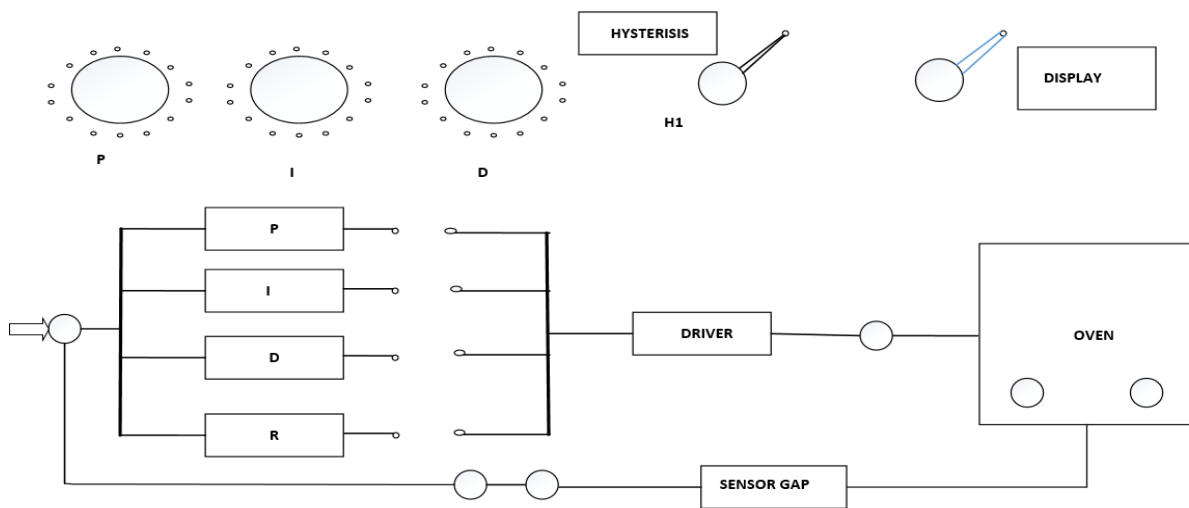 HYSTERISIS
DISPLAY
H1
P
I
D
P
I
D
R
DRIVER
OVEN
SENSOR GAP